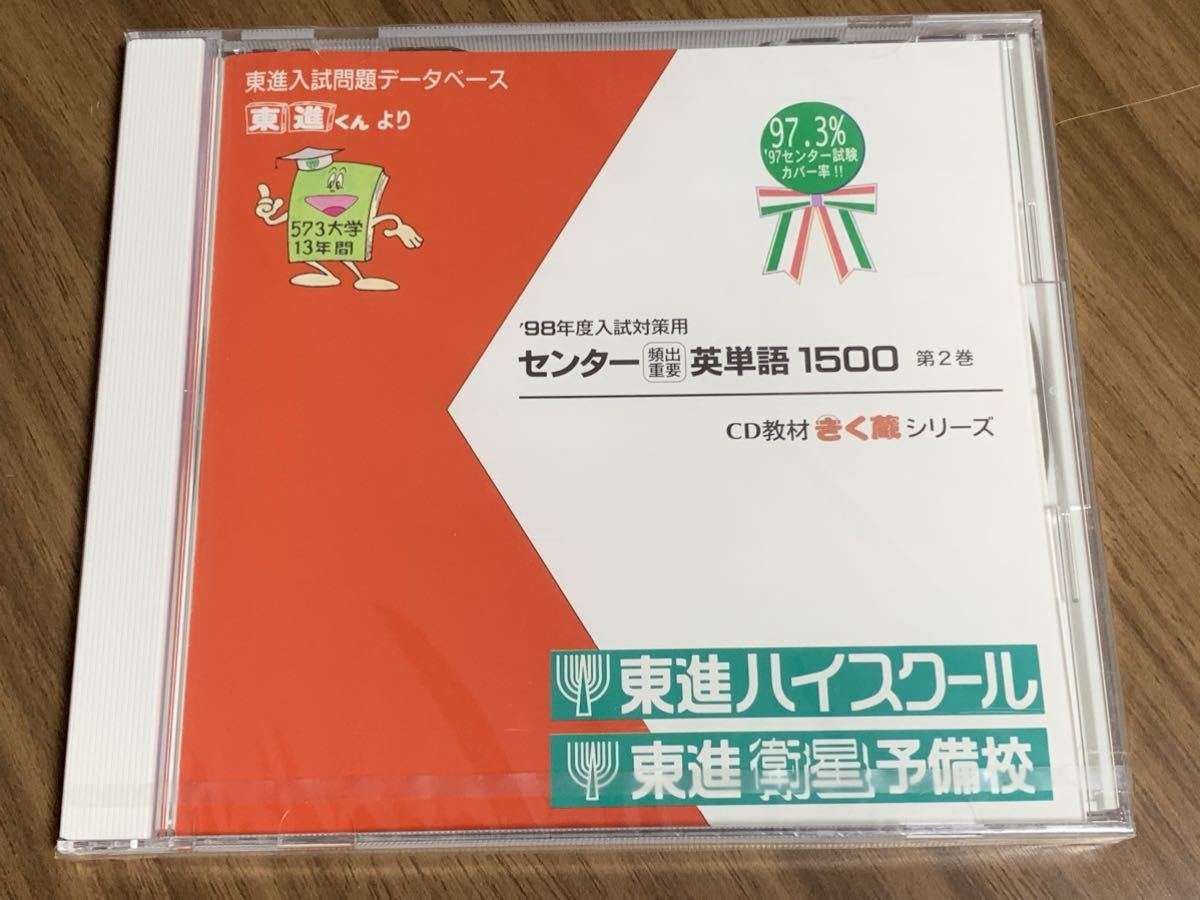 東進入試問題データベース
東進くん より
573大学
13年間
97.3%
'97センター試験
カバー率!!
'98年度入試対策用
センター 頻出重要 英単語 1500 第2巻
CD教材 きく蔵 シリーズ
東進ハイスクール
東進衛星予備校